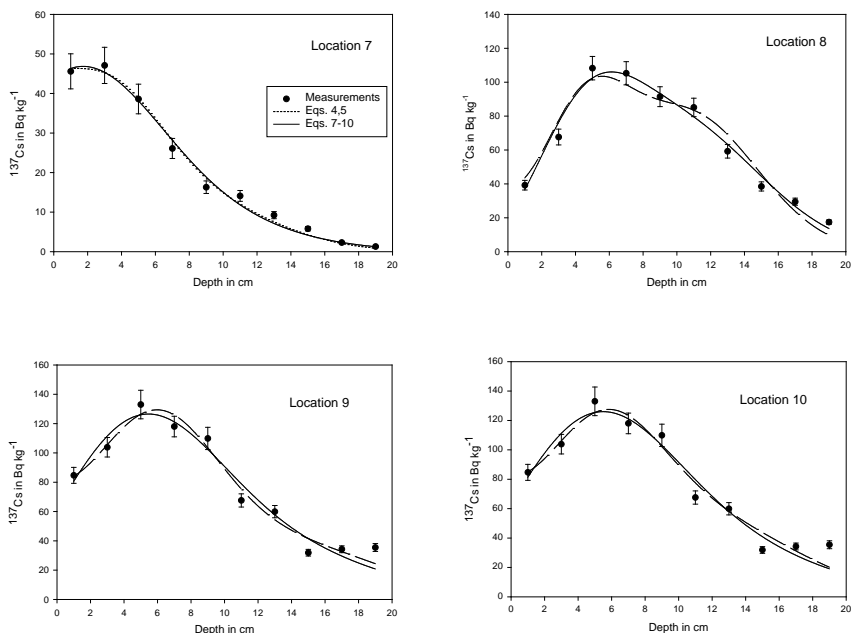 Location 7
Measurements
Eqs. 4,5
Eqs. 7-10
60
50
40
30
20
10
0
137Cs in Bq kg-1
0 2 4 6 8 10 12 14 16 18 20
Depth in cm
Location 8
140
120
100
80
60
40
20
0
137Cs in Bq kg-1
0 2 4 6 8 10 12 14 16 18 20
Depth in cm
Location 9
160
140
120
100
80
60
40
20
0
137Cs in Bq kg-1
0 2 4 6 8 10 12 14 16 18 20
Depth in cm
Location 10
160
140
120
100
80
60
40
20
0
137Cs in Bq kg-1
0 2 4 6 8 10 12 14 16 18 20
Depth in cm